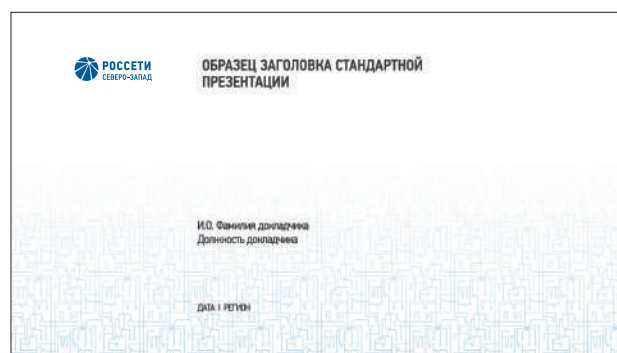 РОССЕТИ
СЕВЕРО-ЗАПАД
ОБРАЗЕЦ ЗАГОЛОВКА СТАНДАРТНОЙ
ПРЕЗЕНТАЦИИ
И.О. Фамилия докладчика
Должность докладчика
ДАТА I РЕГИОН